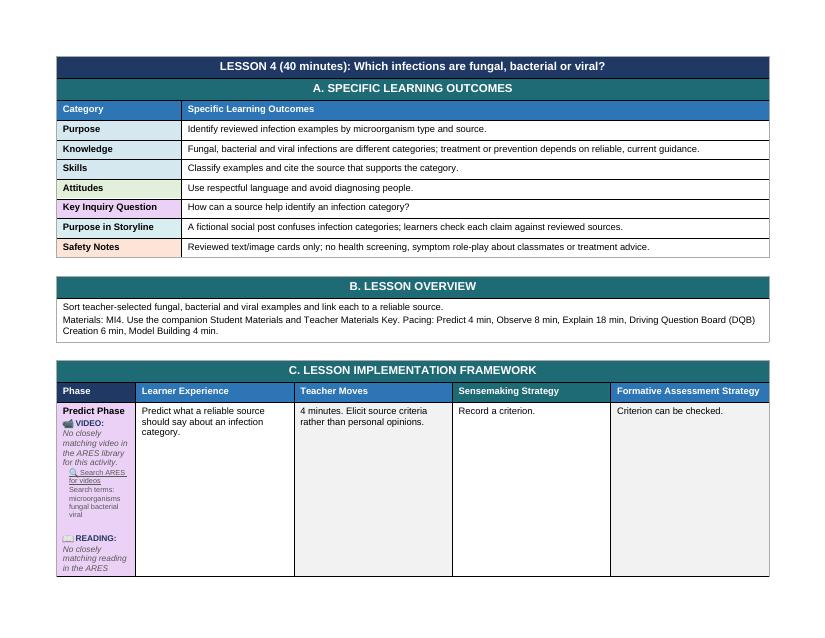 LESSON 4 (40 minutes): Which infections are fungal, bacterial or viral?
A. SPECIFIC LEARNING OUTCOMES
Category Specific Learning Outcomes
Purpose Identify reviewed infection examples by microorganism type and source.
Knowledge Fungal, bacterial and viral infections are different categories; treatment or prevention depends on reliable, current guidance.
Skills Classify examples and cite the source that supports the category.
Attitudes Use respectful language and avoid diagnosing people.
Key Inquiry Question How can a source help identify an infection category?
Purpose in Storyline A fictional social post confuses infection categories; learners check each claim against reviewed sources.
Safety Notes Reviewed text/image cards only; no health screening, symptom role-play about classmates or treatment advice.
B. LESSON OVERVIEW
Sort teacher-selected fungal, bacterial and viral examples and link each to a reliable source.
Materials: MI4. Use the companion Student Materials and Teacher Materials Key. Pacing: Predict 4 min, Observe 8 min, Explain 18 min, Driving Question Board (DQB)
Creation 6 min, Model Building 4 min.
C. LESSON IMPLEMENTATION FRAMEWORK
Phase Learner Experience Teacher Moves Sensemaking Strategy Formative Assessment Strategy
Predict Phase
📹 VIDEO:
No closely
matching video in
the ARES library
for this activity.
🔍 Search ARES
for videos
Search terms:
microorganisms
fungal bacterial
viral
📖 READING:
No closely
matching reading
in the ARES
Predict what a reliable source
should say about an infection
category.
4 minutes. Elicit source criteria
rather than personal opinions.
Record a criterion.
Criterion can be checked.